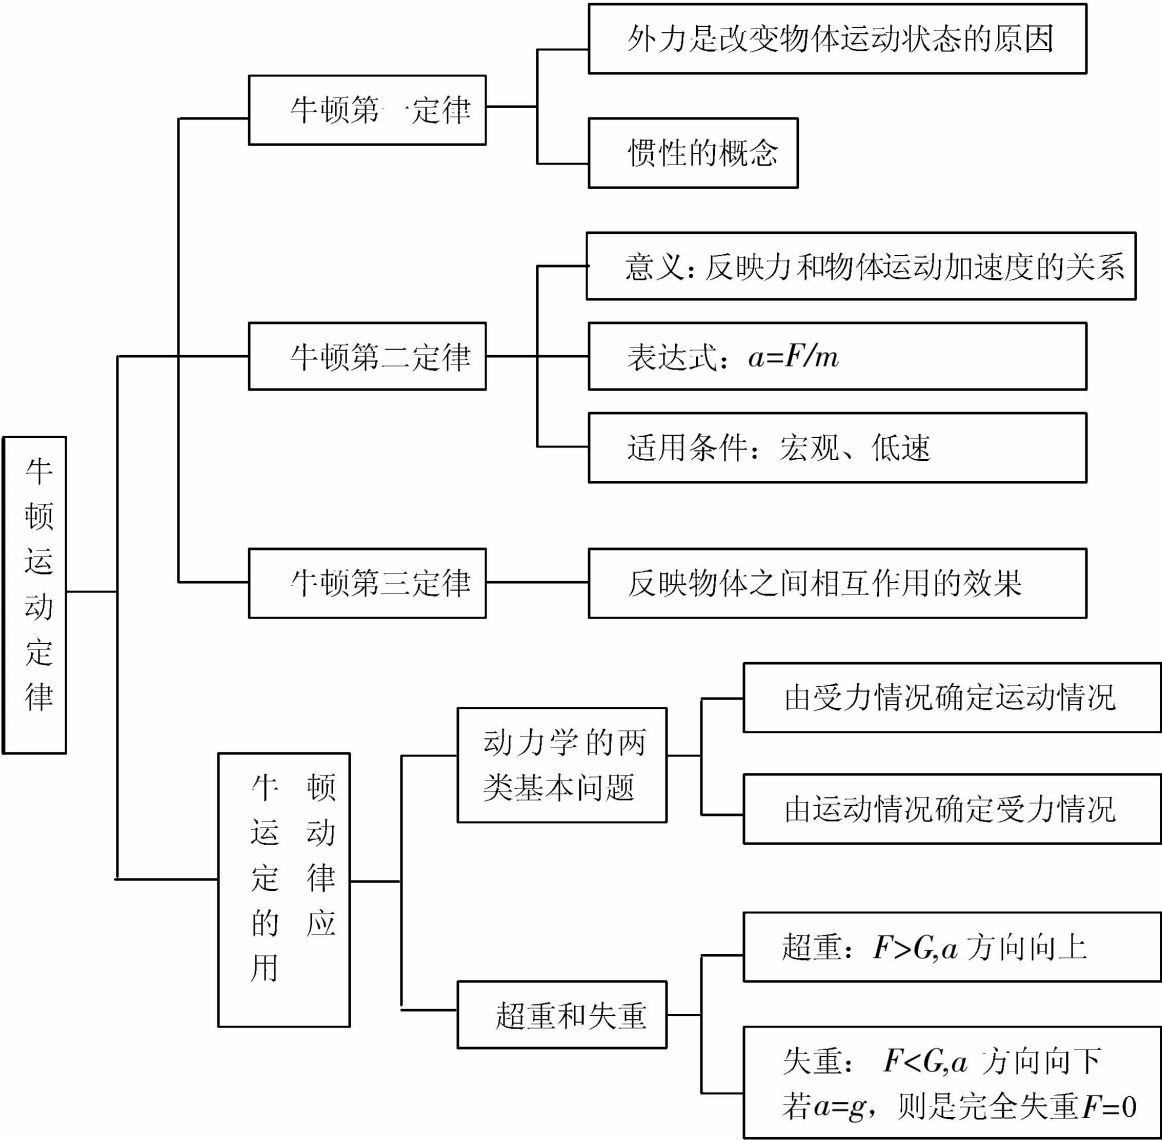 外力是改变物体运动状态的原因
牛顿第一定律
惯性的概念
意义：反映力和物体运动加速度的关系
牛顿第二定律
表达式：a=F/m
适用条件：宏观、低速
牛顿运动定律
牛顿第三定律
反映物体之间相互作用的效果
由受力情况确定运动情况
动力学的两
类基本问题
由运动情况确定受力情况
牛顿
运动
定律
的应
用
超重：F>G,a 方向向上
超重和失重
失重： F<G,a 方向向下
若a=g，则是完全失重F=0